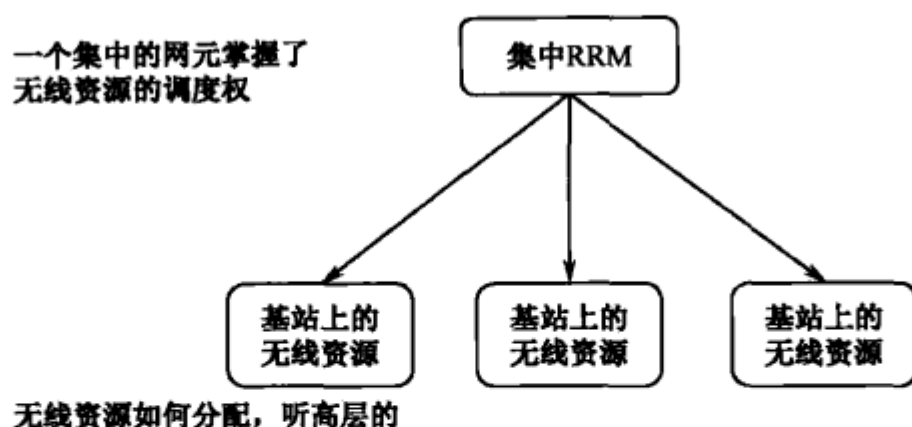 一个集中的网元掌握了
无线资源的调度权
集中RRM
基站上的
无线资源
基站上的
无线资源
基站上的
无线资源
无线资源如何分配，听高层的